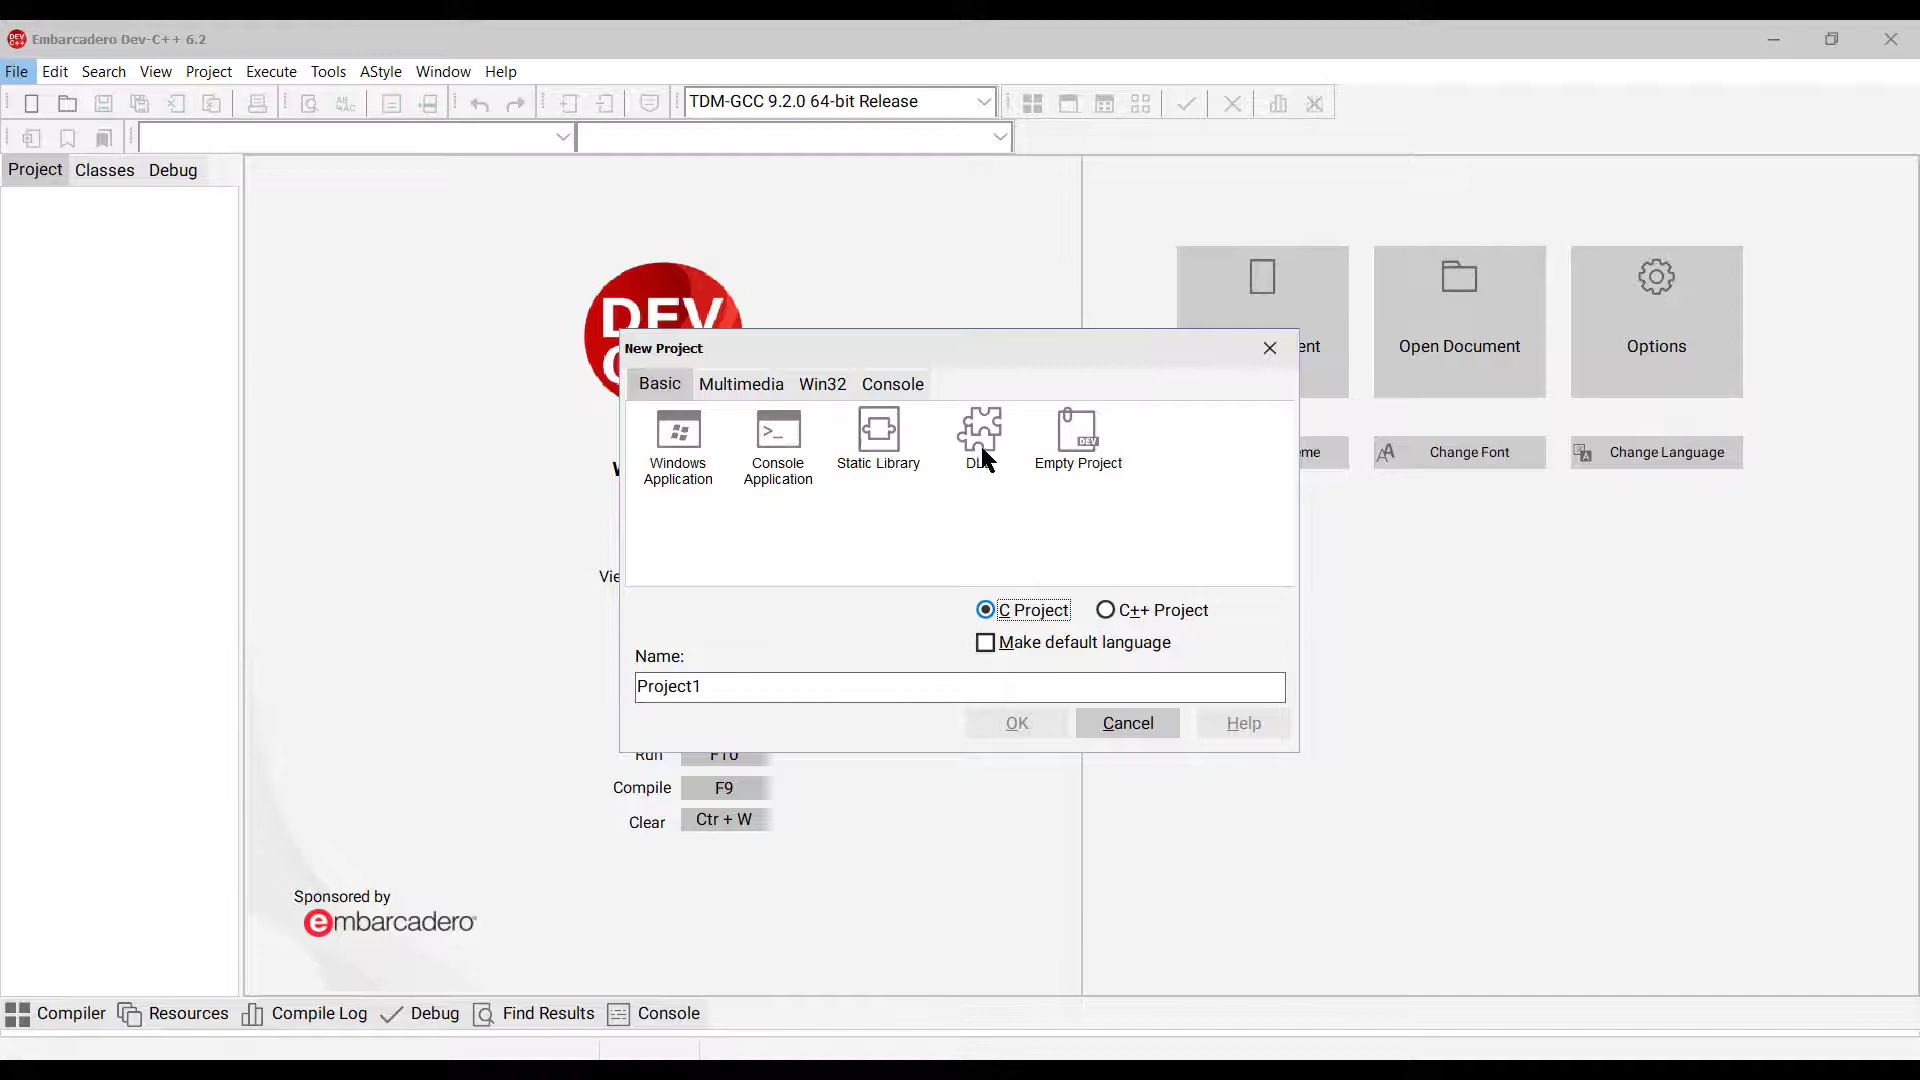 Embarcadero Dev-C++ 6.2
File Edit Search View Project Execute Tools AStyle Window Help
TDM-GCC 9.2.0 64-bit Release
Project Classes Debug
DEV
New Project
Basic Multimedia Win32 Console
Windows Application
Console Application
Static Library
Empty Project
C Project C++ Project
Make default language
Name:
Project1
OK Cancel Help
Open Document
Options
Change Font
Change Language
Run F10
Compile F9
Clear Ctr + W
Sponsored by
embarcadero
Compiler Resources Compile Log Debug Find Results Console